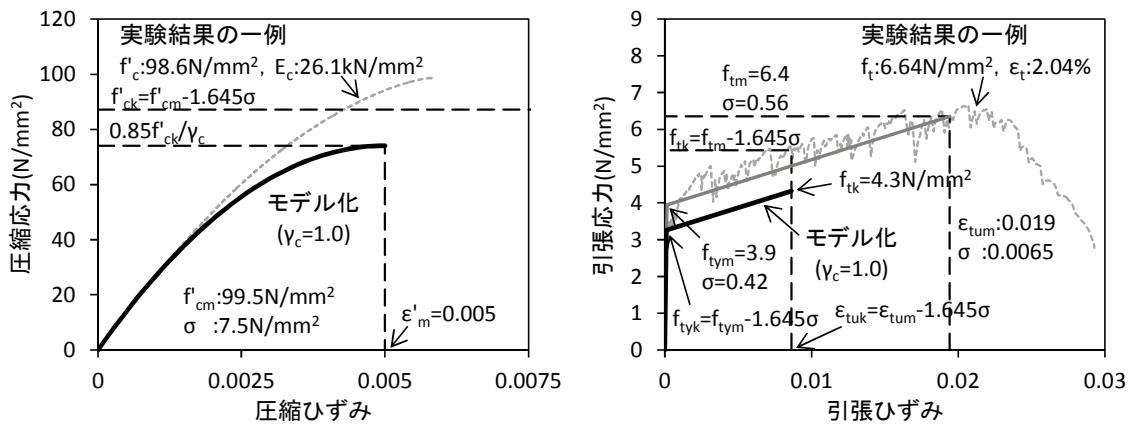 120
100
80
60
40
20
0
圧縮応力(N/mm²)
実験結果の一例
f'c:98.6N/mm², Ec:26.1kN/mm²
f'ck=f'cm-1.645σ
0.85f'ck/γc
モデル化
(γc=1.0)
f'cm:99.5N/mm²
σ :7.5N/mm²
ε'm=0.005
0
0.0025
0.005
0.0075
圧縮ひずみ
9
8
7
6
5
4
3
2
1
0
引張応力(N/mm²)
実験結果の一例
ft:6.64N/mm², εt:2.04%
ftm=6.4
σ=0.56
ftk=ftm-1.645σ
ftk=4.3N/mm²
モデル化
(γc=1.0)
ftym=3.9
σ=0.42
εtum:0.019
σ :0.0065
ftyk=ftym-1.645σ
εtuk=εtum-1.645σ
0
0.01
0.02
0.03
引張ひずみ